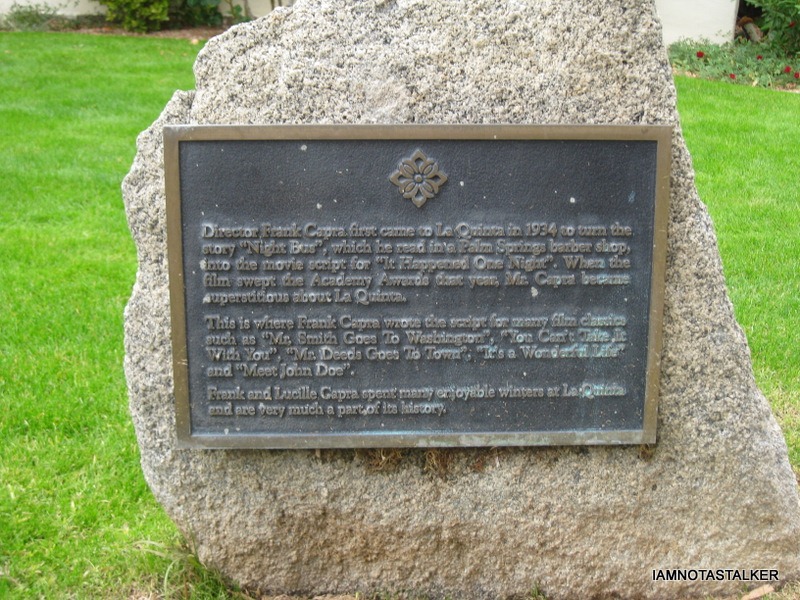 Director Frank Capra first came to La Quinta in 1934 to turn the
story "Night Bus", which he read in a Palm Springs barber shop,
into the movie script for "It Happened One Night". When the
film swept the Academy Awards that year, Mr. Capra became
superstitious about La Quinta.
This is where Frank Capra wrote the script for many film classics
such as "Mr. Smith Goes To Washington", "You Can't Take It
With You", "Mr. Deeds Goes To Town", "It's a Wonderful Life"
and "Meet John Doe".
Frank and Lucille Capra spent many enjoyable winters at La Quinta
and are very much a part of its history.
IAMNOTASTALKER